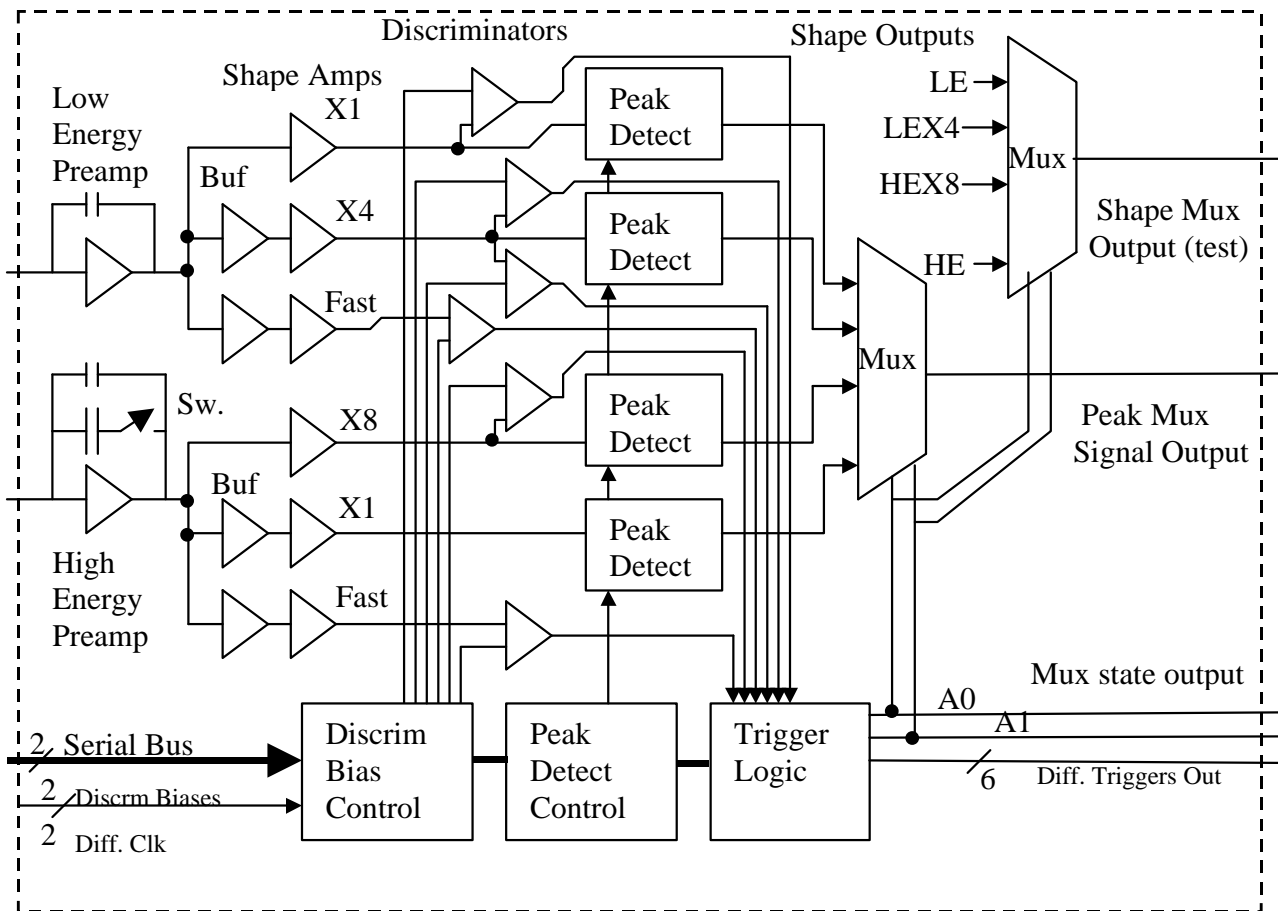 Discriminators
Shape Outputs
Shape Amps
Low
Energy
Preamp
X1
Peak
Detect
LE
LEX4
HEX8
HE
Mux
Buf
X4
Peak
Detect
Shape Mux
Output (test)
Fast
Mux
Sw.
X8
Peak
Detect
Peak Mux
Signal Output
Buf
X1
Peak
Detect
High
Energy
Preamp
Fast
Mux state output
A0
A1
2 Serial Bus
Discrim
Bias
Control
Peak
Detect
Control
Trigger
Logic
2 Discrm Biases
6 Diff. Triggers Out
2 Diff. Clk